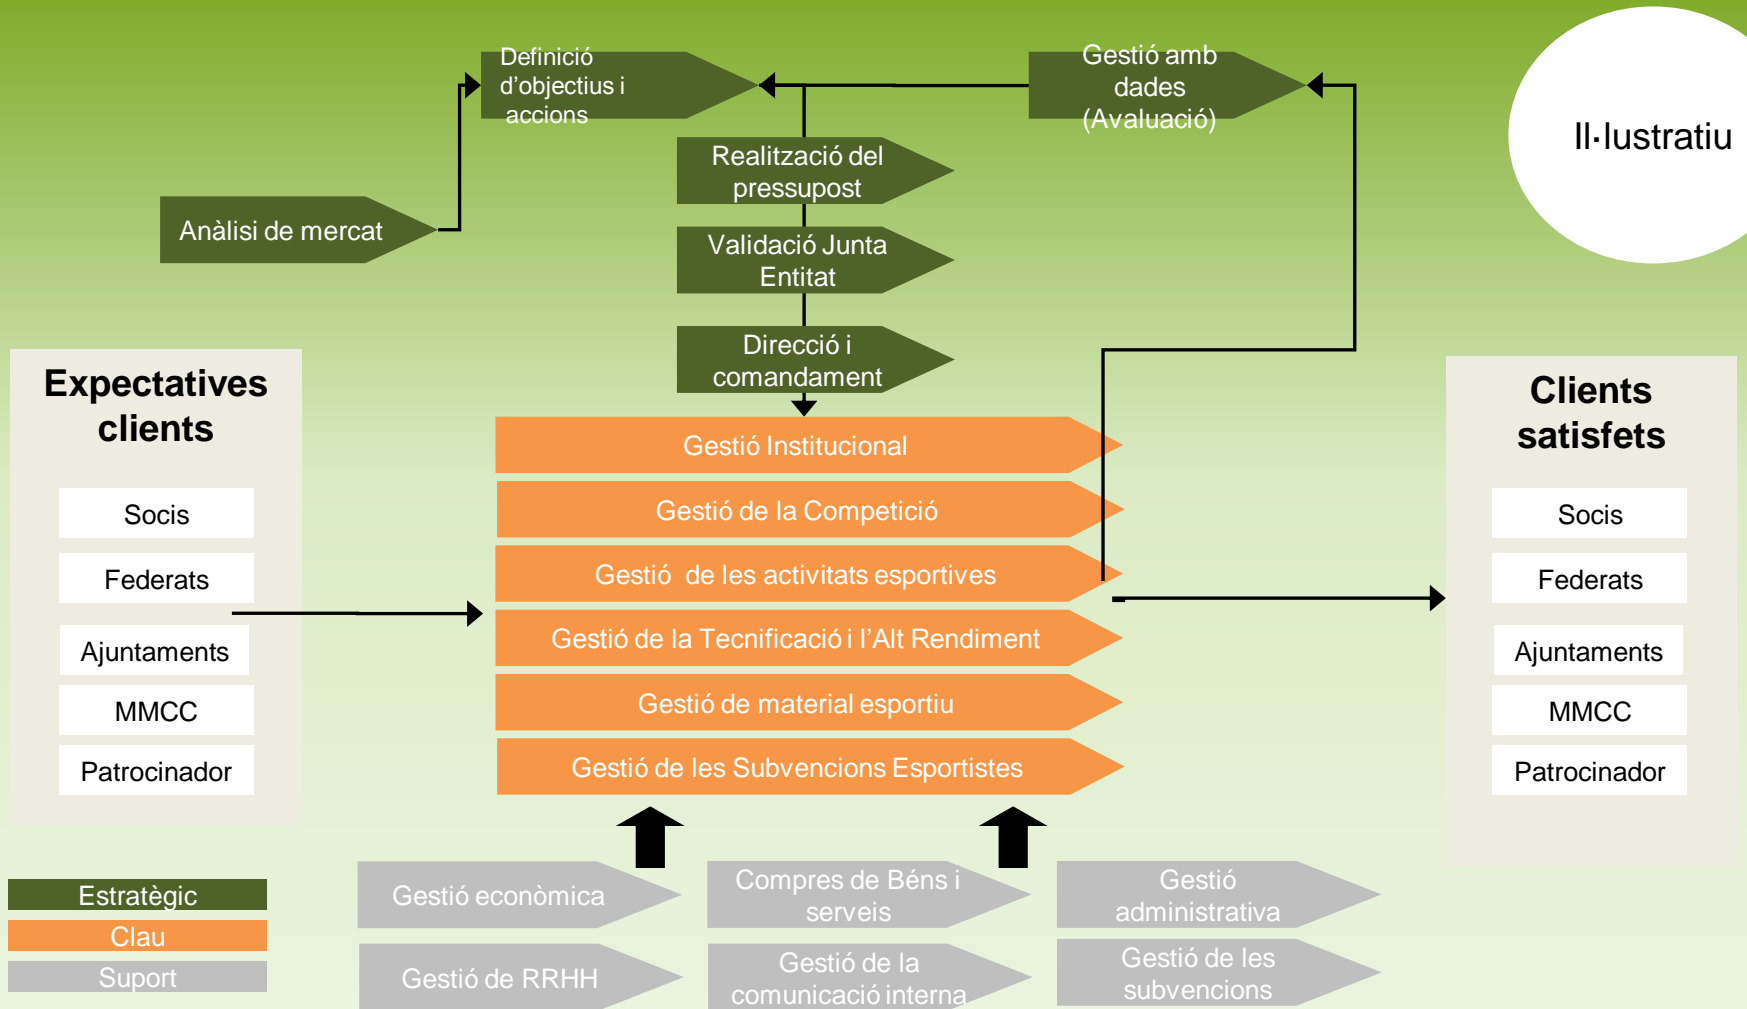 Definició
d’objectius i
accions
Gestió amb
dades
(Avaluació)
Il·lustratiu
Realització del
pressupost
Anàlisi de mercat
Validació Junta
Entitat
Direcció i
comandament
Expectatives
clients
Socis
Federats
Ajuntaments
MMCC
Patrocinador
Gestió Institucional
Gestió de la Competició
Gestió de les activitats esportives
Gestió de la Tecnificació i l’Alt Rendiment
Gestió de material esportiu
Gestió de les Subvencions Esportistes
Clients
satisfets
Socis
Federats
Ajuntaments
MMCC
Patrocinador
Estratègic
Clau
Suport
Gestió econòmica
Compres de Béns i
serveis
Gestió
administrativa
Gestió de RRHH
Gestió de la
comunicació interna
Gestió de les
subvencions